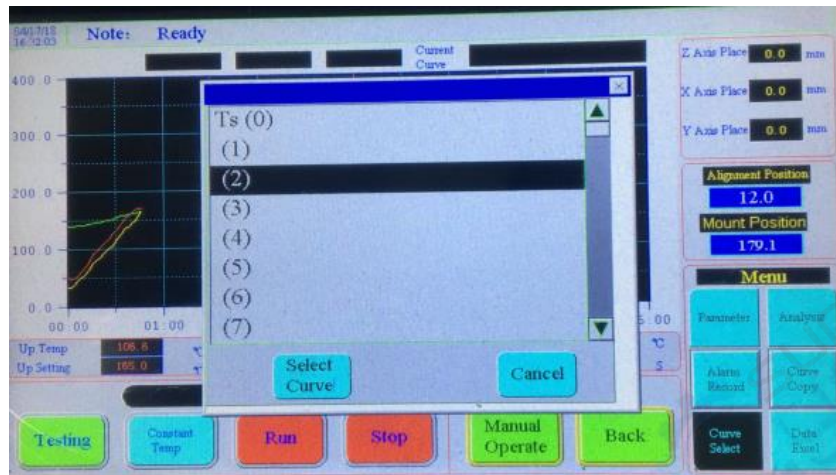 04/17/18
16:32:03
Note: Ready
Current
Curve
400.0
300.0
200.0
100.0
0.0
00:00
01:00
5:00
Ts (0)
(1)
(2)
(3)
(4)
(5)
(6)
(7)
Select
Curve
Cancel
Up Temp
106.6
℃
Up Setting
165.0
℃
℃
S
Z Axis Place
0.0
mm
X Axis Place
0.0
mm
Y Axis Place
0.0
mm
Alignment Position
12.0
Mount Position
179.1
Menu
Parameter
Analysis
Alarm
Record
Curve
Copy
Curve
Select
Data
Excel
Testing
Constant
Temp
Run
Stop
Manual
Operate
Back